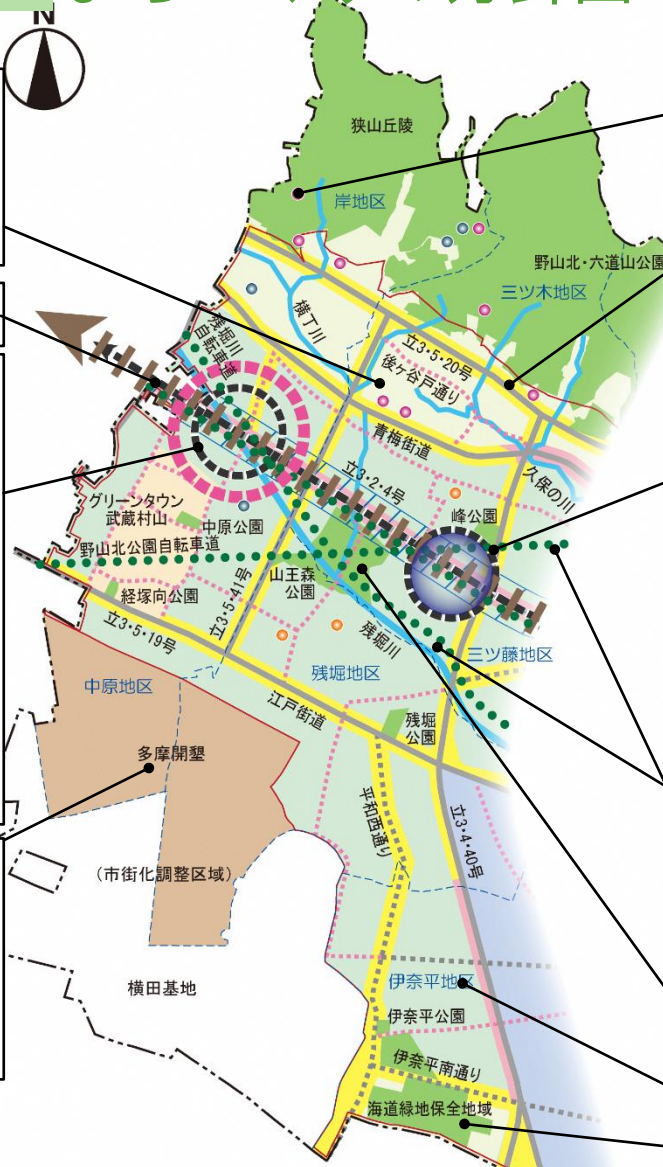 N
狭山丘陵
岸地区
野山北・六道山公園
三ツ木地区
横丁川
残堀川
自転車道
立3・5・20号
後ヶ谷戸通り
青梅街道
久保の川
立3・2・4号
グリーンタウン
武蔵村山
中原公園
峰公園
野山北公園自転車道
山王森
公園
経塚向公園
立3・5・41号
立3・5・19号
残堀川
三ツ藤地区
中原地区
残堀地区
江戸街道
残堀
公園
多摩開墾
平和西通り
立3・4・40号
(市街化調整区域)
横田基地
伊奈平地区
伊奈平公園
伊奈平南通り
海道緑地保全地域